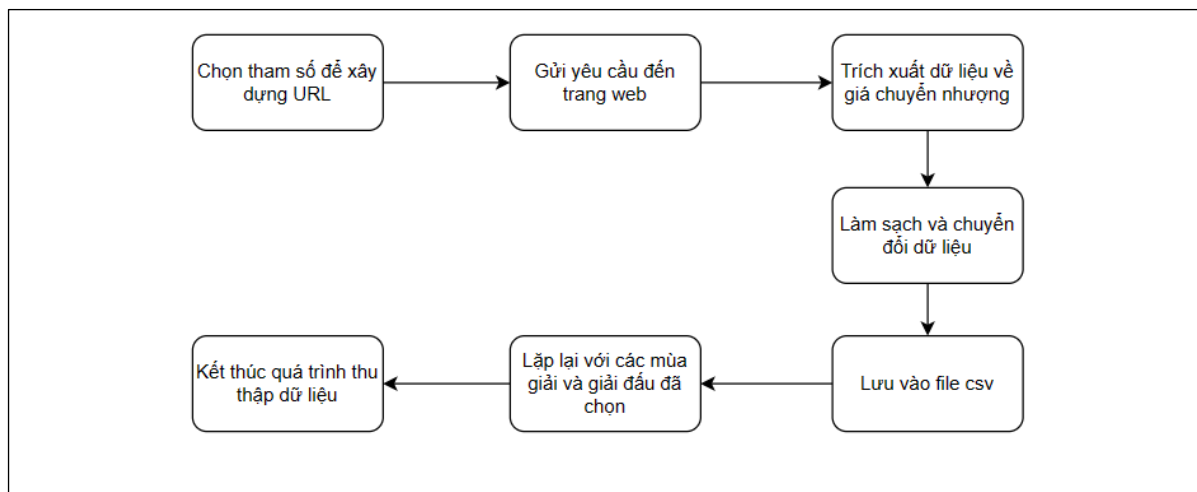 Chọn tham số để xây
dựng URL
Gửi yêu cầu đến
trang web
Trích xuất dữ liệu về
giá chuyển nhượng
Làm sạch và chuyển
đổi dữ liệu
Lưu vào file csv
Lặp lại với các mùa
giải và giải đấu đã
chọn
Kết thúc quá trình thu
thập dữ liệu